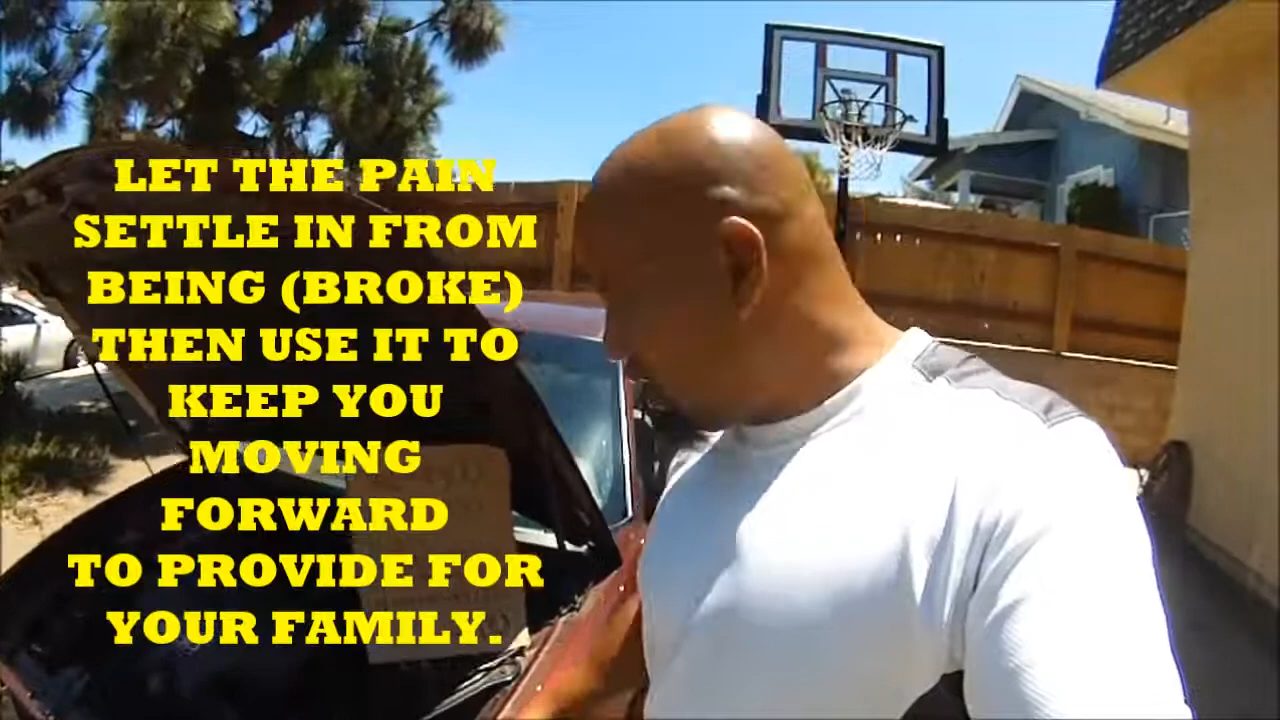 LET THE PAIN
SETTLE IN FROM
BEING (BROKE)
THEN USE IT TO
KEEP YOU
MOVING
FORWARD
TO PROVIDE FOR
YOUR FAMILY.